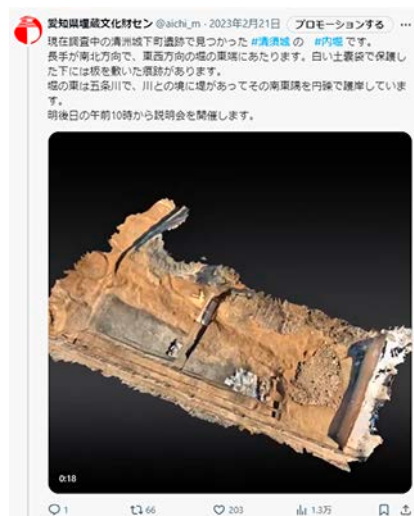 愛知県埋蔵文化財セン @aichi_m · 2023年2月21日 プロモーションする ···
現在調査中の清洲城下町遺跡で見つかった #清須城 の #内堀 です。
長手が南北方向で、東西方向の堀の東端にあたります。白い土嚢袋で保護し
た下には板を敷いた痕跡があります。
堀の東は五条川で、川との境に堤があってその南東隅を円礫で護岸していま
す。
明後日の午前10時から説明会を開催します。
0:18
1 66 203 1.3万